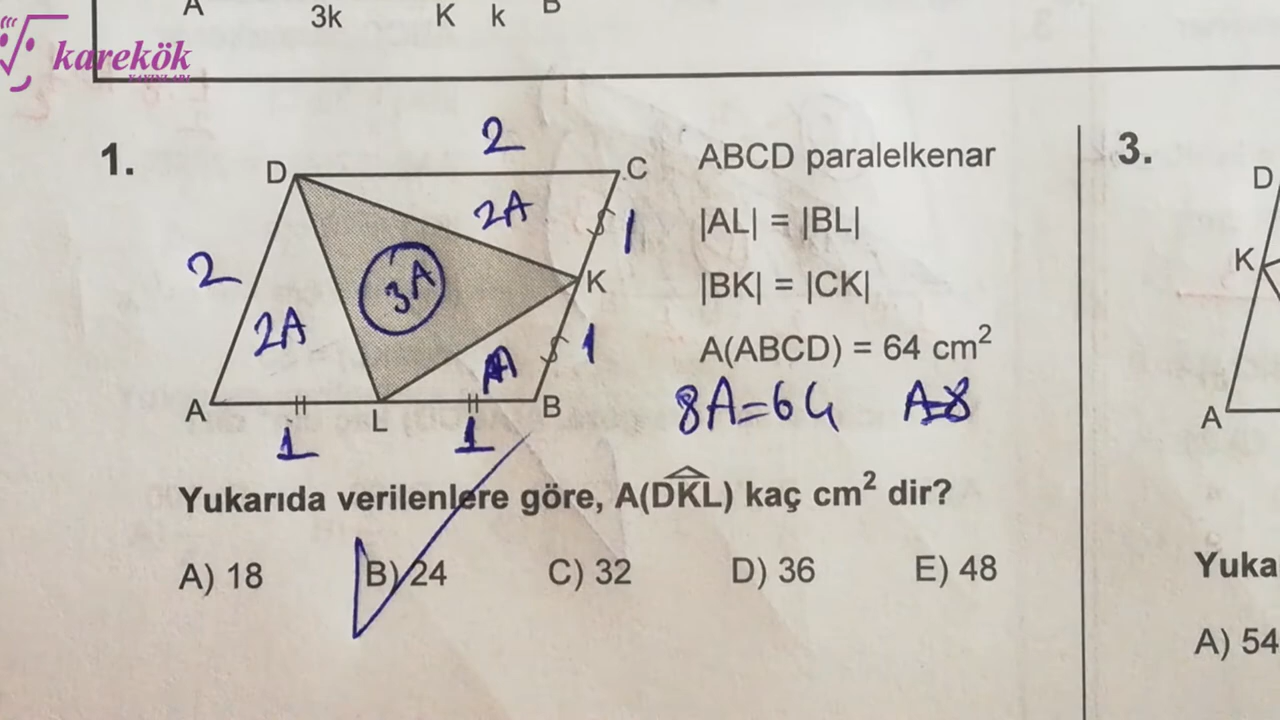 A 3k K k B
karekök
YAYINLARI
1.
2
D C
ABCD paralelkenar
2A
|AL| = |BL|
1
2
3A
K
|BK| = |CK|
2A
A
1
A(ABCD) = 64 cm²
A L B
8A=64 A=8
1 1
Yukarıda verilenlere göre, A(DKL) kaç cm² dir?
A) 18 B) 24 C) 32 D) 36 E) 48
3.
D
K
A
Yuka
A) 54